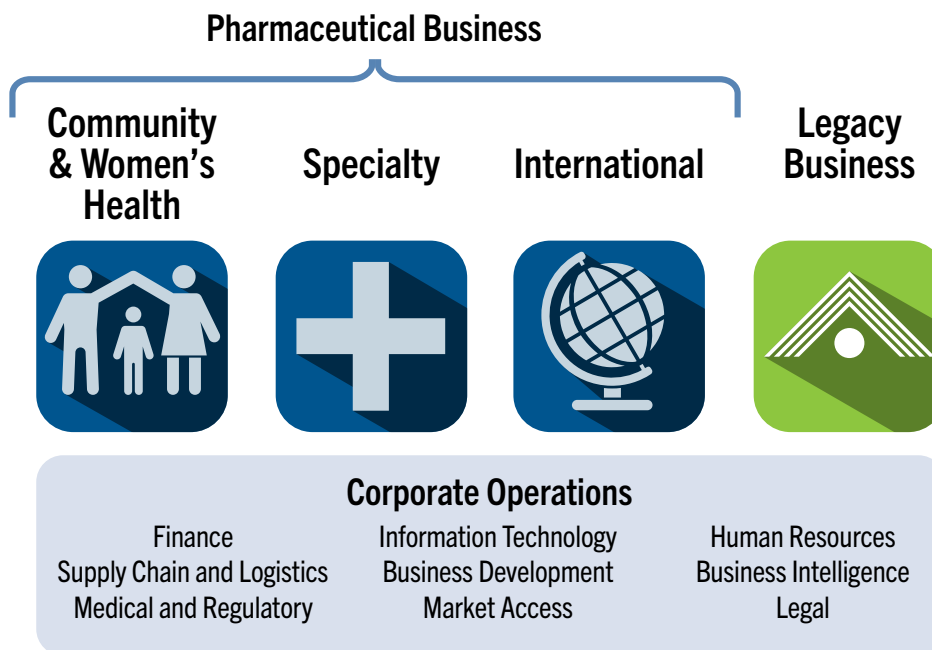 Pharmaceutical Business
Community
& Women's
Health
Specialty
International
Legacy
Business
Corporate Operations
Finance
Supply Chain and Logistics
Medical and Regulatory
Information Technology
Business Development
Market Access
Human Resources
Business Intelligence
Legal